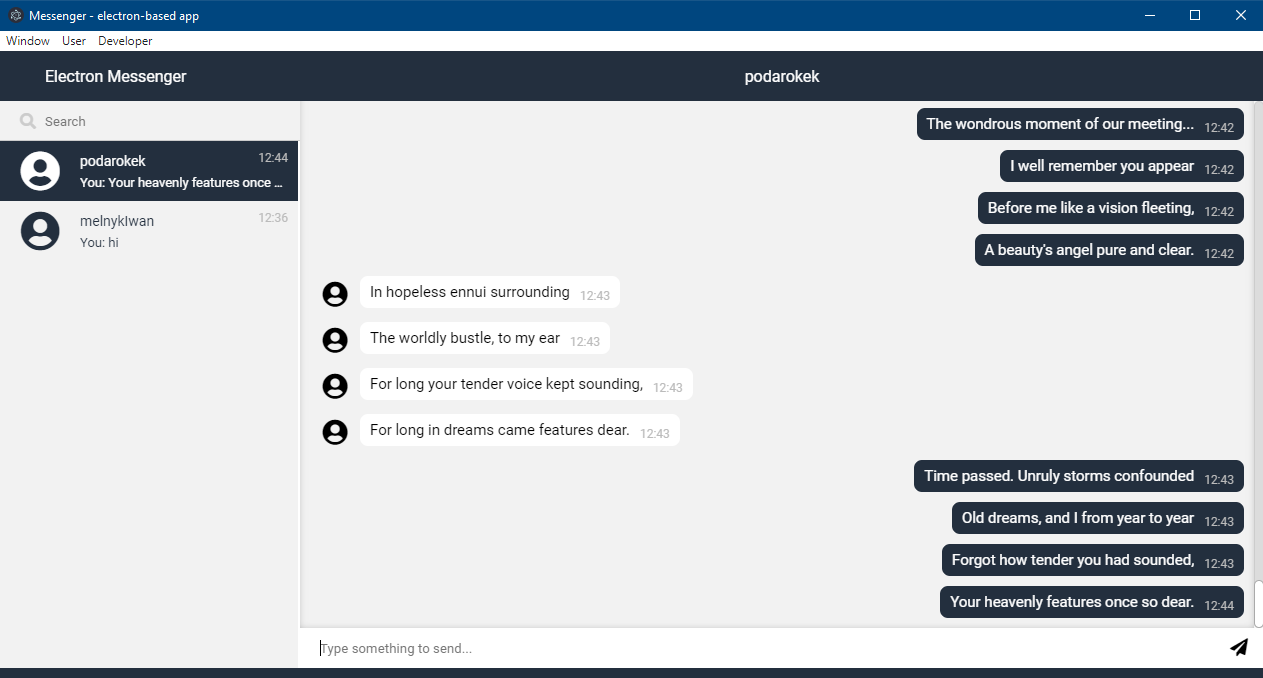 Messenger - electron-based app
Window User Developer
Electron Messenger
podarokek
Search
podarokek 12:44
You: Your heavenly features once ...
melnykIwan 12:36
You: hi
The wondrous moment of our meeting... 12:42
I well remember you appear 12:42
Before me like a vision fleeting, 12:42
A beauty's angel pure and clear. 12:42
In hopeless ennui surrounding 12:43
The worldly bustle, to my ear 12:43
For long your tender voice kept sounding, 12:43
For long in dreams came features dear. 12:43
Time passed. Unruly storms confounded 12:43
Old dreams, and I from year to year 12:43
Forgot how tender you had sounded, 12:43
Your heavenly features once so dear. 12:44
Type something to send...